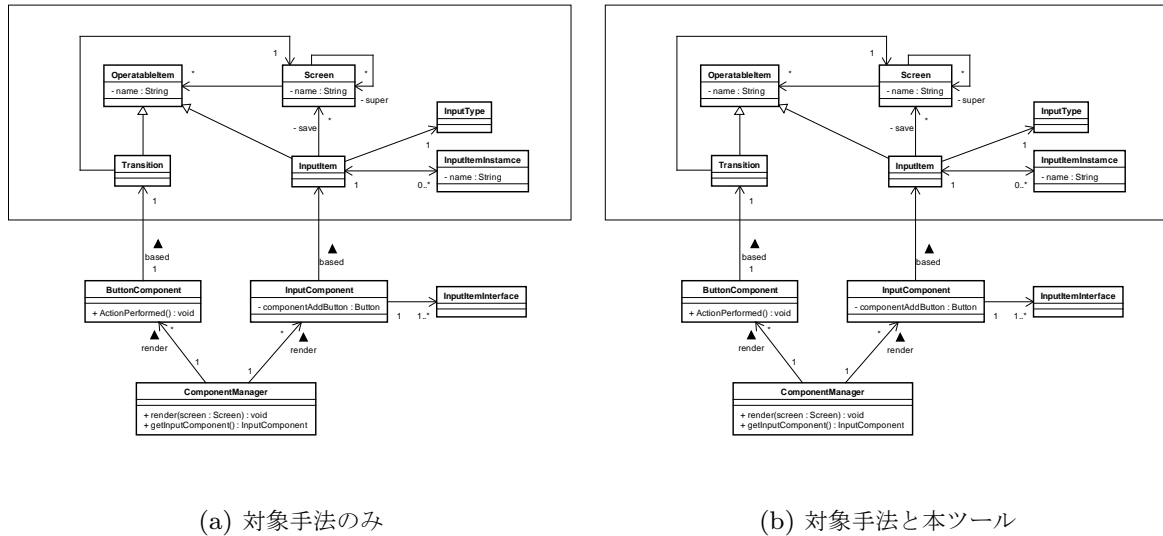 1
OperatableItem
- name : String
*
Screen
- name : String
*
- super
*
- save
InputType
1
Transition
InputItem
InputItemInstamce
- name : String
1
0..*
1
▲
based
1
▲
based
ButtonComponent
+ ActionPerformed() : void
InputComponent
- componentAddButton : Button
InputItemInterface
1
1..*
*
▲
render
*
▲
render
1
1
ComponentManager
+ render(screen : Screen) : void
+ getInputComponent() : InputComponent
(a) 対象手法のみ
1
OperatableItem
- name : String
*
Screen
- name : String
*
- super
*
- save
InputType
1
Transition
InputItem
InputItemInstamce
- name : String
1
0..*
1
▲
based
1
▲
based
ButtonComponent
+ ActionPerformed() : void
InputComponent
- componentAddButton : Button
InputItemInterface
1
1..*
*
▲
render
*
▲
render
1
1
ComponentManager
+ render(screen : Screen) : void
+ getInputComponent() : InputComponent
(b) 対象手法と本ツール